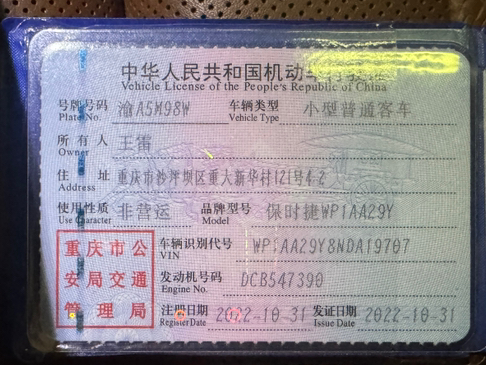 中华人民共和国机动车行驶证
Vehicle License of the People's Republic of China
号牌号码 渝A5M98W 车辆类型 小型普通客车
Plate No. Vehicle Type
所有人 王雷
Owner
住址 重庆市沙坪坝区重大新华村121号4-2
Address
使用性质 非营运 品牌型号 保时捷WP1AA29Y
Use Character Model
重庆市公
安局交通
管理局
车辆识别代号 WP1AA29Y8NDA19707
VIN
发动机号码 DCB547390
Engine No.
注册日期 2022-10-31 发证日期 2022-10-31
Register Date Issue Date